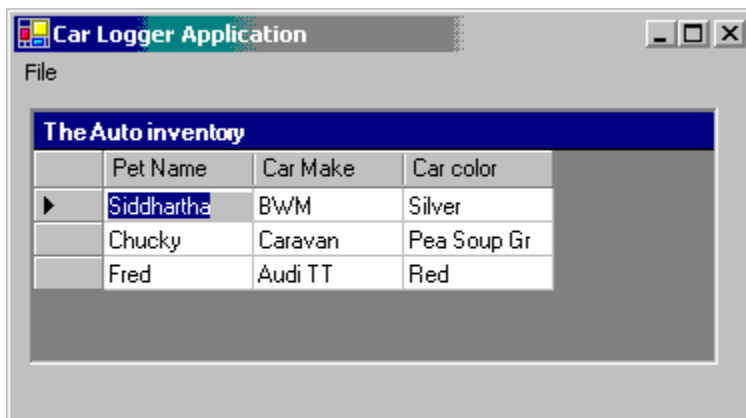 Car Logger Application
File
The Auto inventory
Pet Name Car Make Car color
Siddhartha BWM Silver
Chucky Caravan Pea Soup Gr
Fred Audi TT Red